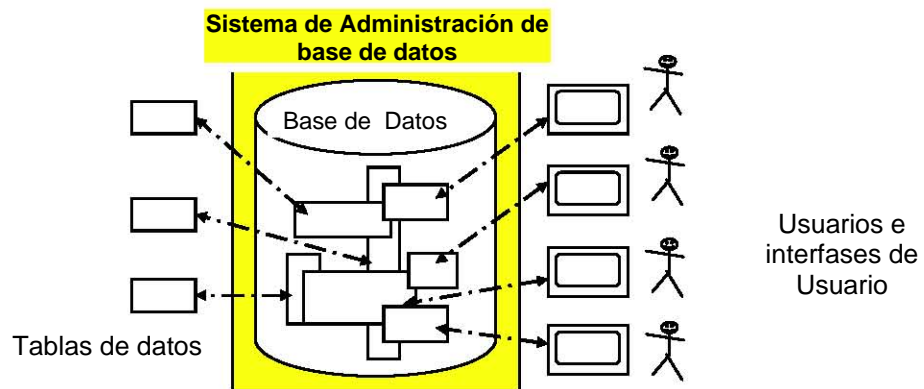 Sistema de Administración de
base de datos
Base de Datos
Usuarios e
interfases de
Usuario
Tablas de datos